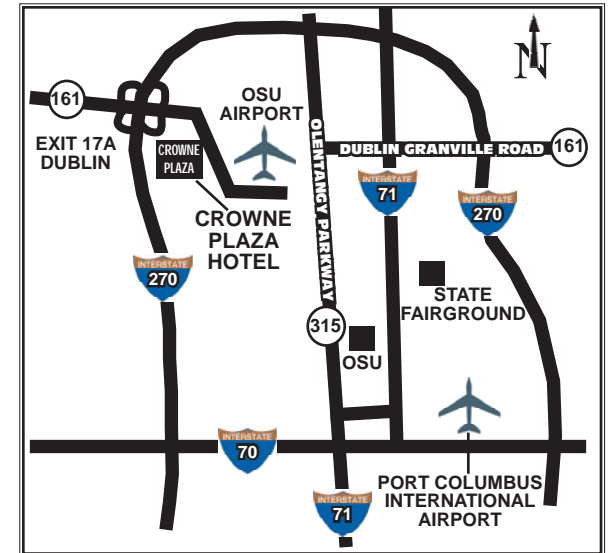 N
161
OSU
AIRPORT
EXIT 17A
DUBLIN
CROWNE
PLAZA
OLENTANGY PARKWAY
DUBLIN GRANVILLE ROAD
161
INTERSTATE
71
INTERSTATE
270
CROWNE
PLAZA
HOTEL
INTERSTATE
270
STATE
FAIRGROUND
315
OSU
INTERSTATE
70
PORT COLUMBUS
INTERNATIONAL
AIRPORT
INTERSTATE
71